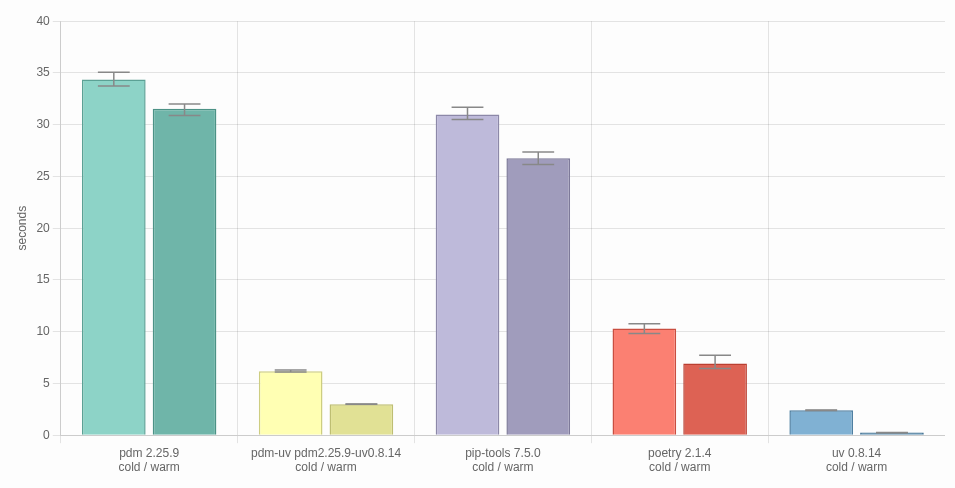 40
35
30
25
20
15
10
5
0
seconds
pdm 2.25.9
cold / warm
pdm-uv pdm2.25.9-uv0.8.14
cold / warm
pip-tools 7.5.0
cold / warm
poetry 2.1.4
cold / warm
uv 0.8.14
cold / warm